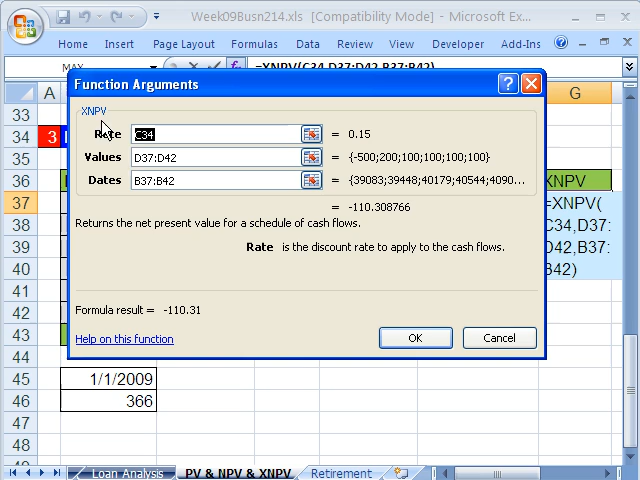 Week09Busn214.xls [Compatibility Mode] - Microsoft Ex...
Home Insert Page Layout Formulas Data Review View Developer Add-Ins
MAX =XNPV(C34,D37:D42,B37:B42)
A G
Function Arguments
XNPV
Rate C34 = 0.15
Values D37:D42 = {-500;200;100;100;100;100}
Dates B37:B42 = {39083;39448;40179;40544;4090...
= -110.308766
Returns the net present value for a schedule of cash flows.
Rate is the discount rate to apply to the cash flows.
Formula result = -110.31
Help on this function
OK Cancel
33
34 3
35
36 XNPV
37 =XNPV(
38 C34,D37:
39 D42,B37:
40 B42)
41
42
43
44
45 1/1/2009
46 366
47
48
Loan Analysis PV & NPV & XNPV Retirement